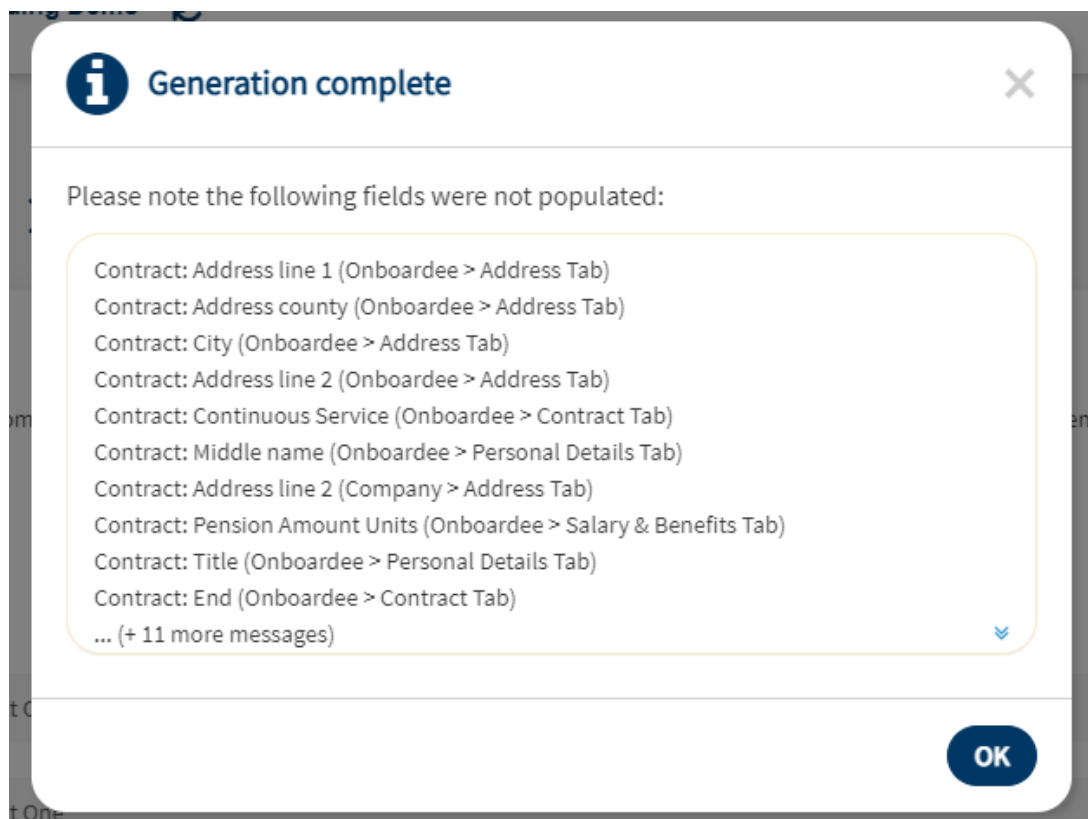 Generation complete
Please note the following fields were not populated:
Contract: Address line 1 (Onboardee > Address Tab)
Contract: Address county (Onboardee > Address Tab)
Contract: City (Onboardee > Address Tab)
Contract: Address line 2 (Onboardee > Address Tab)
Contract: Continuous Service (Onboardee > Contract Tab)
Contract: Middle name (Onboardee > Personal Details Tab)
Contract: Address line 2 (Company > Address Tab)
Contract: Pension Amount Units (Onboardee > Salary & Benefits Tab)
Contract: Title (Onboardee > Personal Details Tab)
Contract: End (Onboardee > Contract Tab)
... (+ 11 more messages)
OK
t One